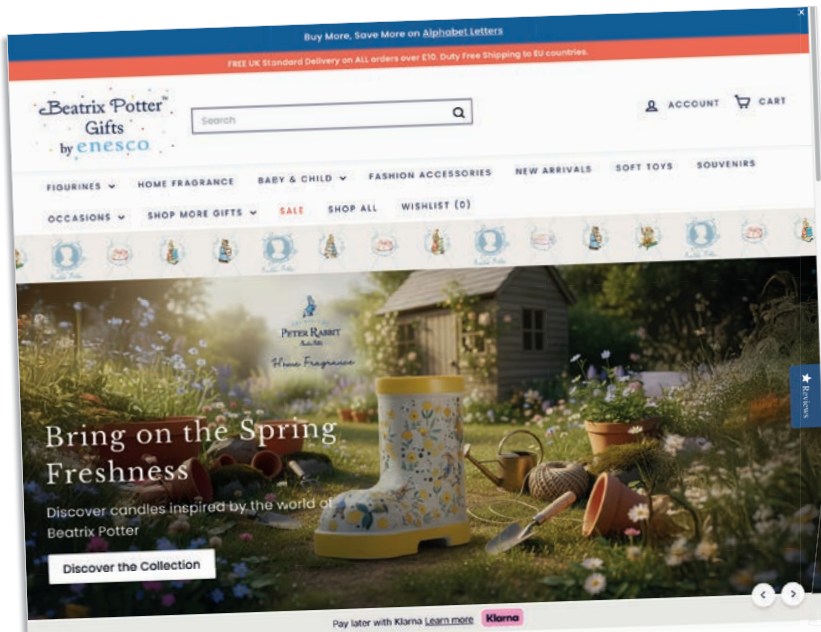 Buy More, Save More on Alphabet Letters
x
FREE UK Standard Delivery on ALL orders over £10. Duty Free Shipping to EU countries.
Beatrix Potter™
Gifts
by enesco
Search
ACCOUNT
CART
FIGURINES
HOME FRAGRANCE
BABY & CHILD
FASHION ACCESSORIES
NEW ARRIVALS
SOFT TOYS
SOUVENIRS
OCCASIONS
SHOP MORE GIFTS
SALE
SHOP ALL
WISHLIST (0)
PETER RABBIT
Home Fragrance
Reviews
Bring on the Spring
Freshness
Discover candles inspired by the world of
Beatrix Potter
Discover the Collection
Pay later with Klarna Learn more Klarna